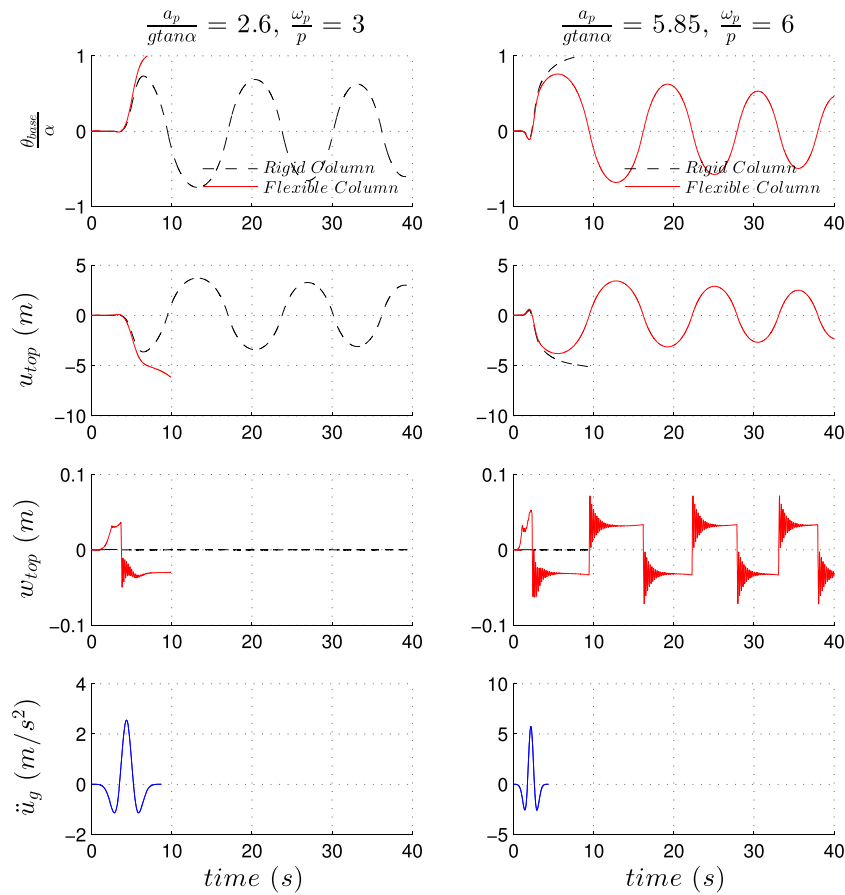 a_p/(g tan α) = 2.6, ω_p/p = 3
a_p/(g tan α) = 5.85, ω_p/p = 6
θ_base/α
1
0
−1
0 10 20 30 40
Rigid Column
Flexible Column
1
0
−1
0 10 20 30 40
Rigid Column
Flexible Column
u_top (m)
5
0
−5
−10
0 10 20 30 40
5
0
−5
−10
0 10 20 30 40
w_top (m)
0.1
0
−0.1
0 10 20 30 40
0.1
0
−0.1
0 10 20 30 40
ü_g (m/s²)
4
2
0
−2
0 10 20 30 40
time (s)
10
5
0
−5
0 10 20 30 40
time (s)